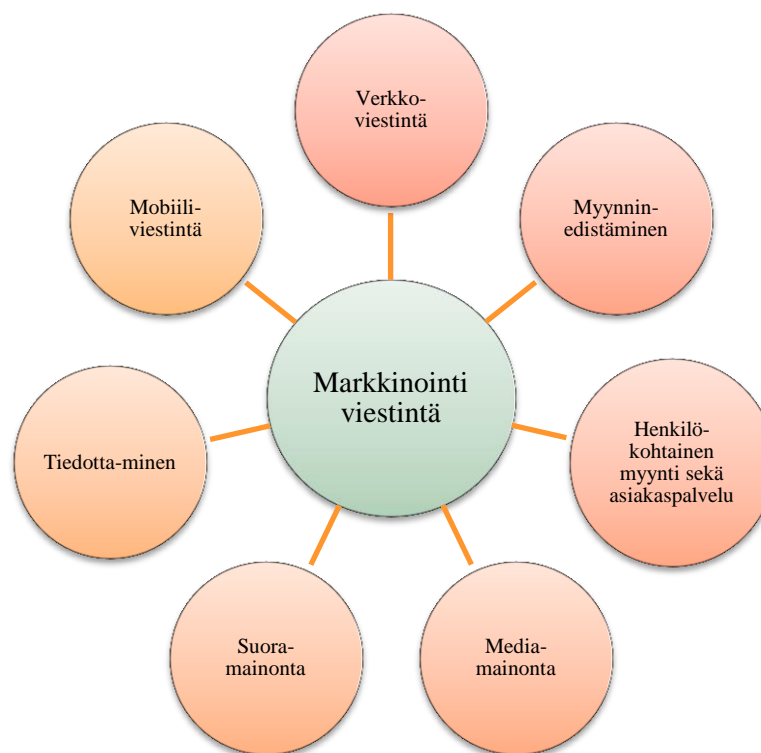 Verkko-
viestintä
Myynnin-
edistäminen
Henkilö-
kohtainen
myynti sekä
asiakaspalvelu
Media-
mainonta
Suora-
mainonta
Tiedotta-minen
Mobiili-
viestintä
Markkinointi
viestintä